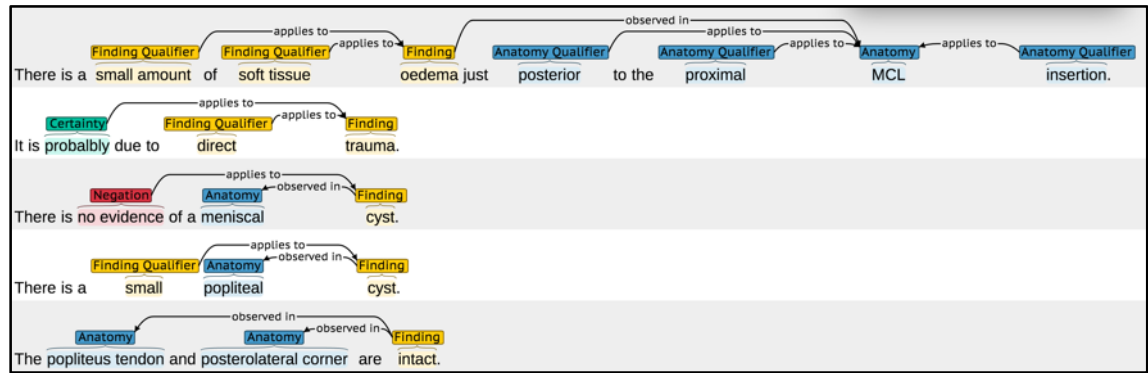 observed in
applies to applies to
applies to applies to applies to
Finding Qualifier Finding Qualifier Finding Anatomy Qualifier Anatomy Qualifier Anatomy Anatomy Qualifier
There is a small amount of soft tissue oedema just posterior to the proximal MCL insertion.
applies to
applies to
Certainty Finding Qualifier Finding
It is probalbly due to direct trauma.
applies to
observed in
Negation Anatomy Finding
There is no evidence of a meniscal cyst.
applies to
observed in
Finding Qualifier Anatomy Finding
There is a small popliteal cyst.
observed in
observed in
Anatomy Anatomy Finding
The popliteus tendon and posterolateral corner are intact.